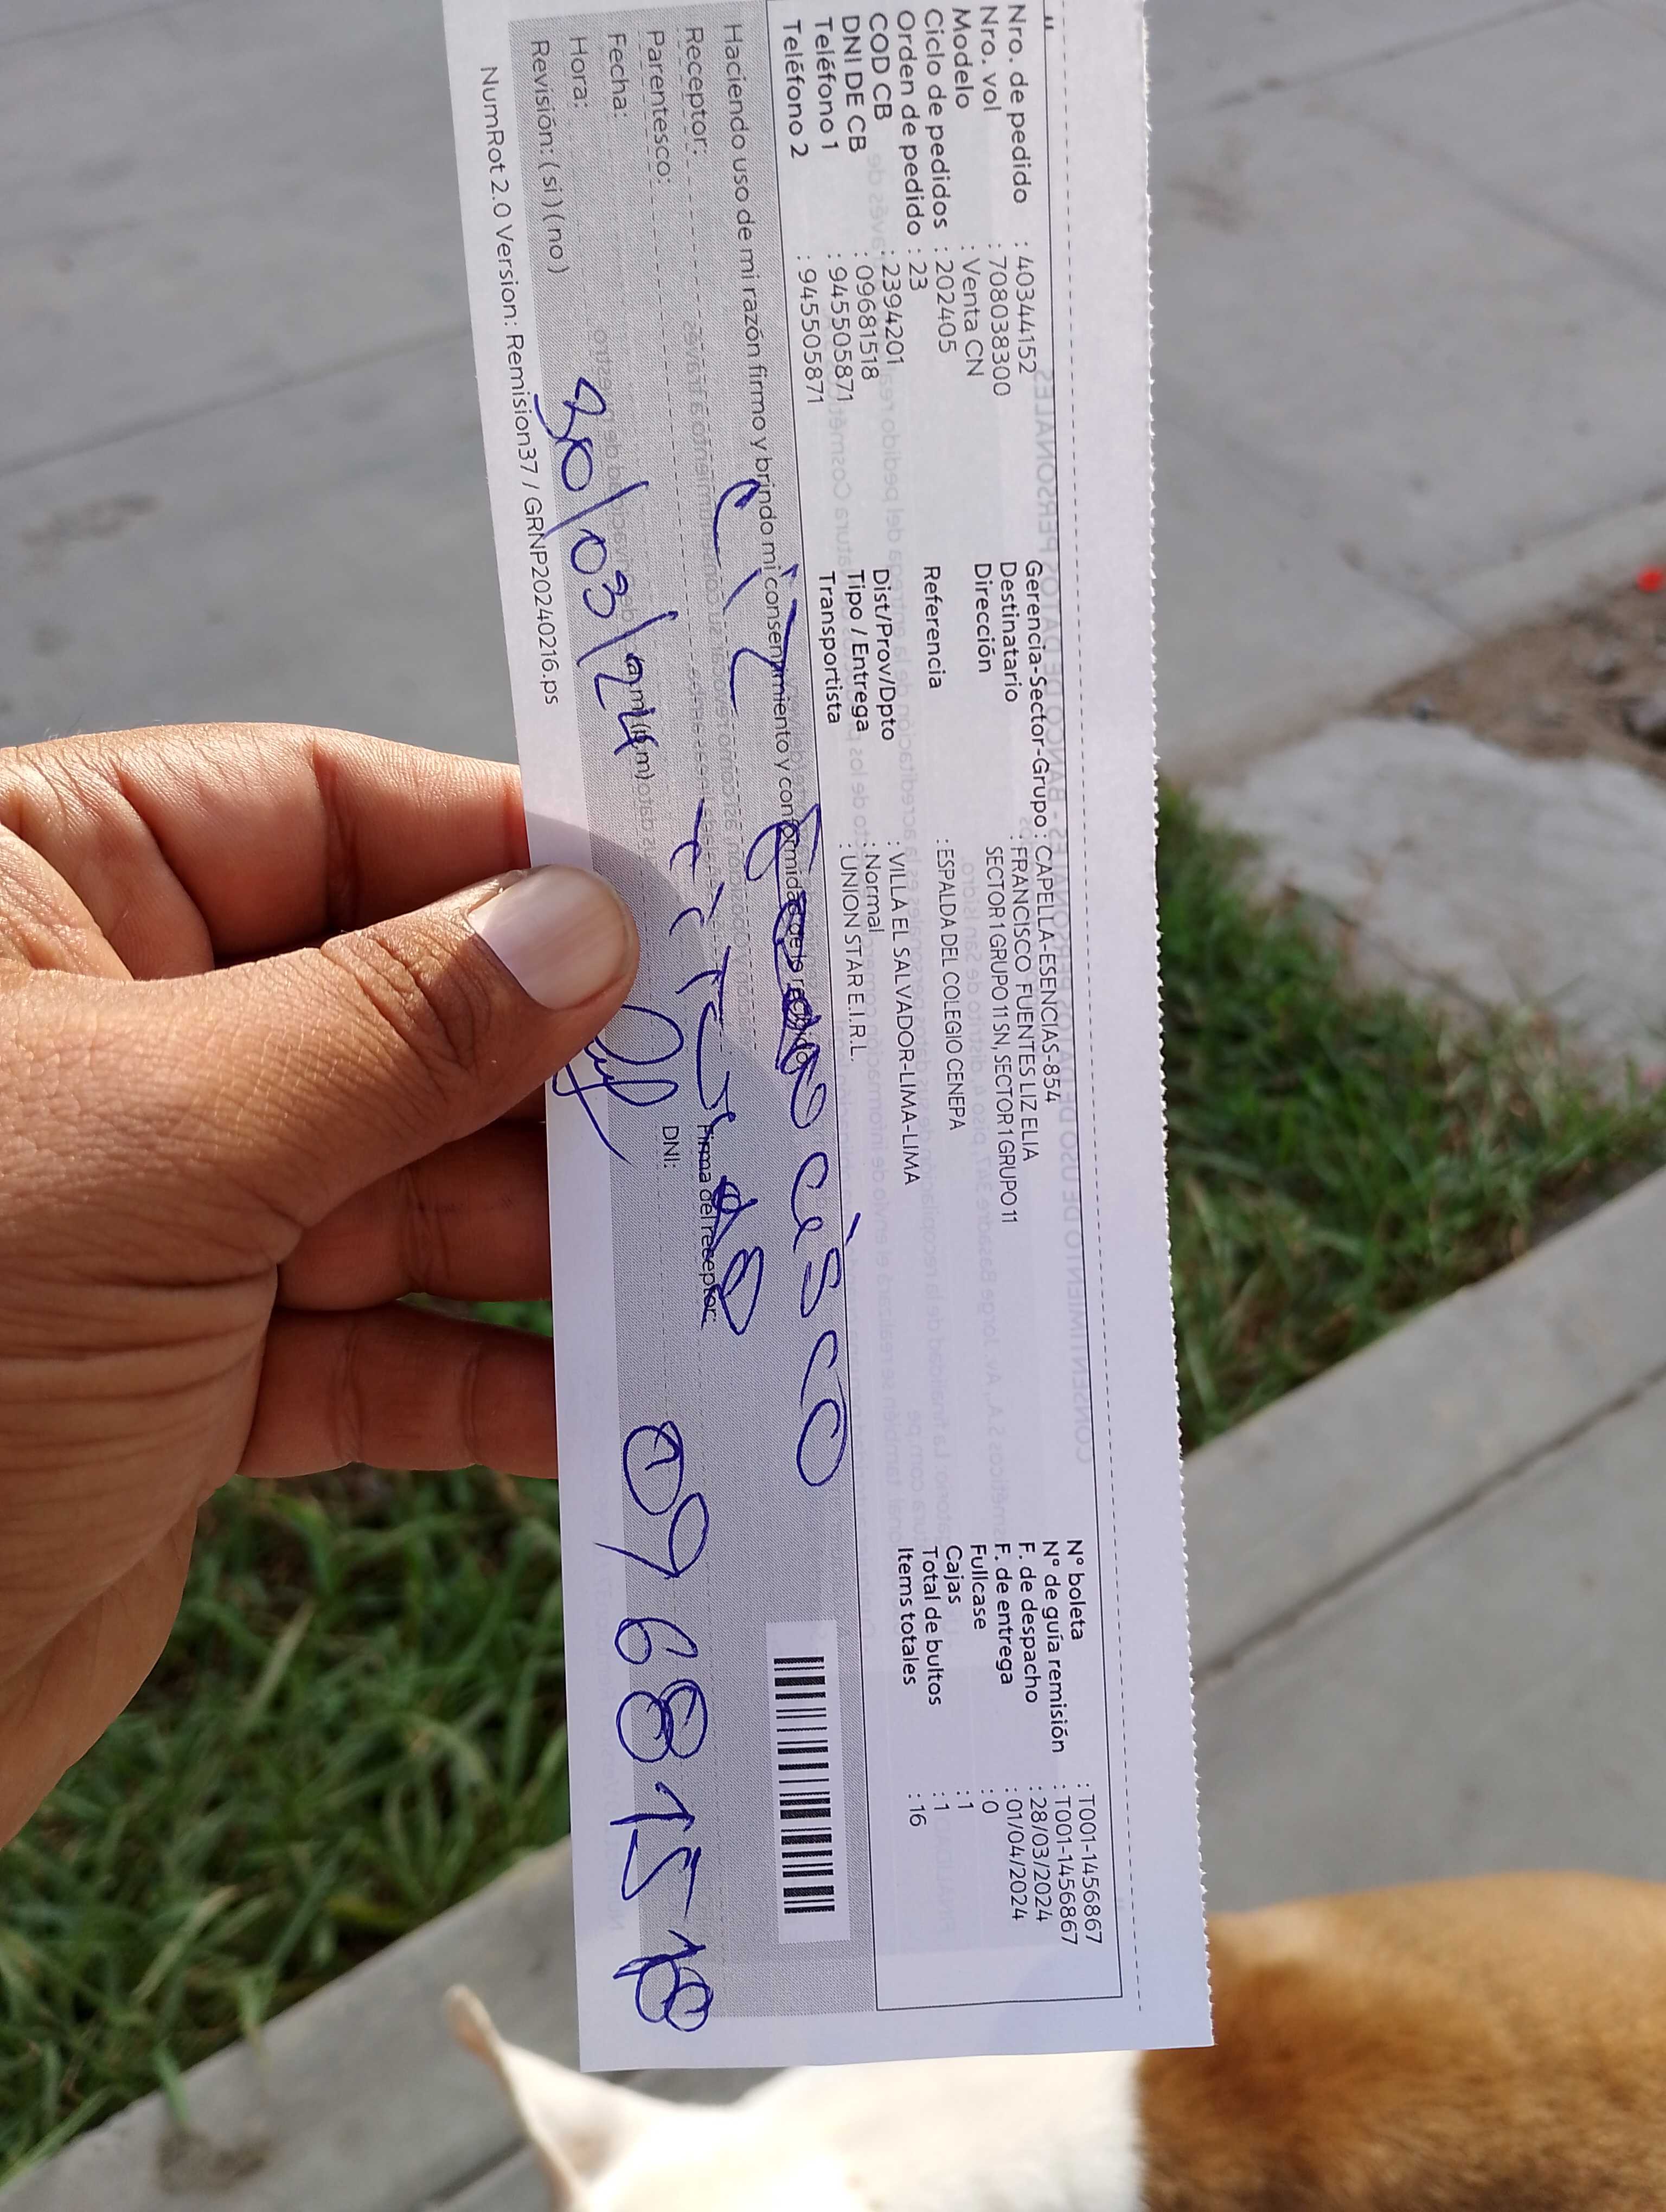 Nro. de pedido : 40344152
Nro. vol : 708038300
Modelo : Venta CN
Ciclo de pedidos : 202405
Orden de pedido : 23
COD CB : 2394201
DNI DE CB : 09681518
Teléfono 1 : 945505871
Teléfono 2 : 945505871
Gerencia-Sector-Grupo : CAPELLA-ESENCIAS-854
Destinatario : FRANCISCO FUENTES LIZ ELIA
Dirección SECTOR 1 GRUPO 11 SN, SECTOR 1 GRUPO 11
Referencia : ESPALDA DEL COLEGIO CENEPA
Dist/Prov/Dpto : VILLA EL SALVADOR-LIMA-LIMA
Tipo / Entrega : Normal
Transportista : UNION STAR E.I.R.L.
N° boleta : T001-1456867
N° de guía remisión : T001-1456867
F. de despacho : 28/03/2024
F. de entrega : 01/04/2024
Fullcase : 0
Cajas : 1
Total de bultos : 1
Items totales : 16
Haciendo uso de mi razón firmo y brindo mi consentimiento y conformidad de lo recibido
Receptor:
Parentesco:
Fecha: 30/03/24
Hora: (a.m) (p.m)
Revisión: (si) (no)
Firma del receptor:
DNI: 09681518
NumRot 2.0 Version: Remision37 / GRNP20240216.ps